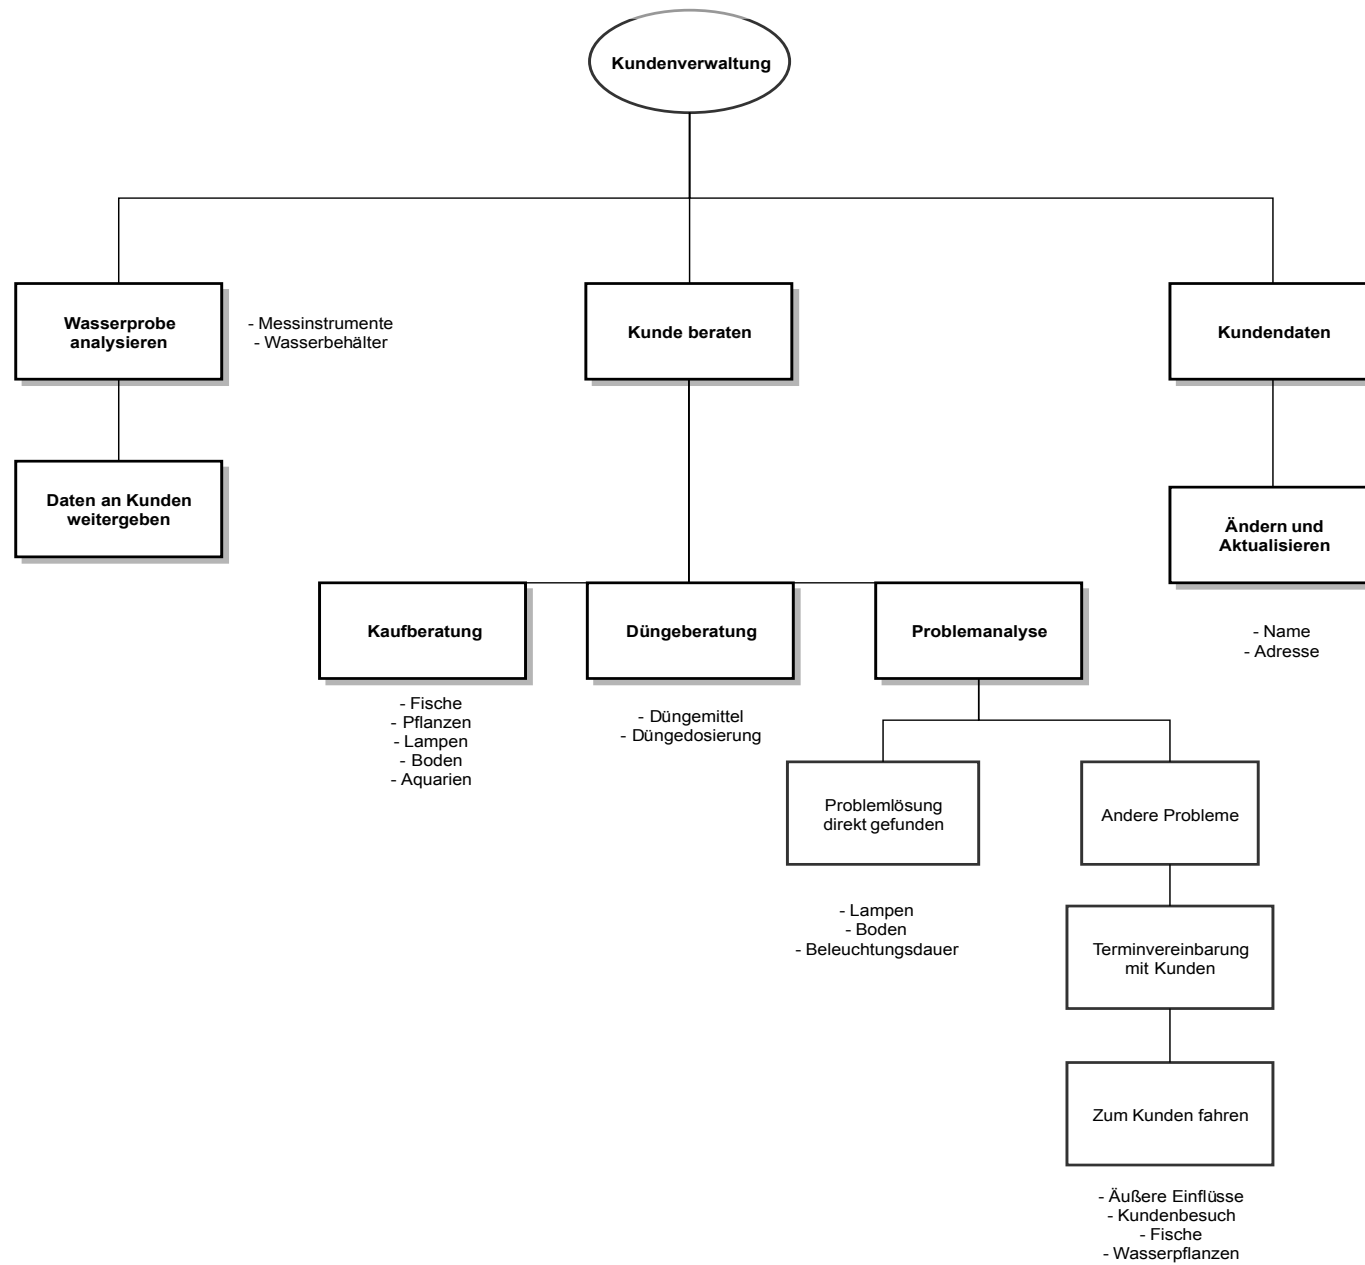 Kundenverwaltung
Wasserprobe
analysieren
- Messinstrumente
- Wasserbehälter
Kunde beraten
Kundendaten
Daten an Kunden
weitergeben
Ändern und
Aktualisieren
- Name
- Adresse
Kaufberatung
- Fische
- Pflanzen
- Lampen
- Boden
- Aquarien
Düngeberatung
- Düngemittel
- Düngedosierung
Problemanalyse
Problemlösung
direkt gefunden
- Lampen
- Boden
- Beleuchtungsdauer
Andere Probleme
Terminvereinbarung
mit Kunden
Zum Kunden fahren
- Äußere Einflüsse
- Kundenbesuch
- Fische
- Wasserpflanzen